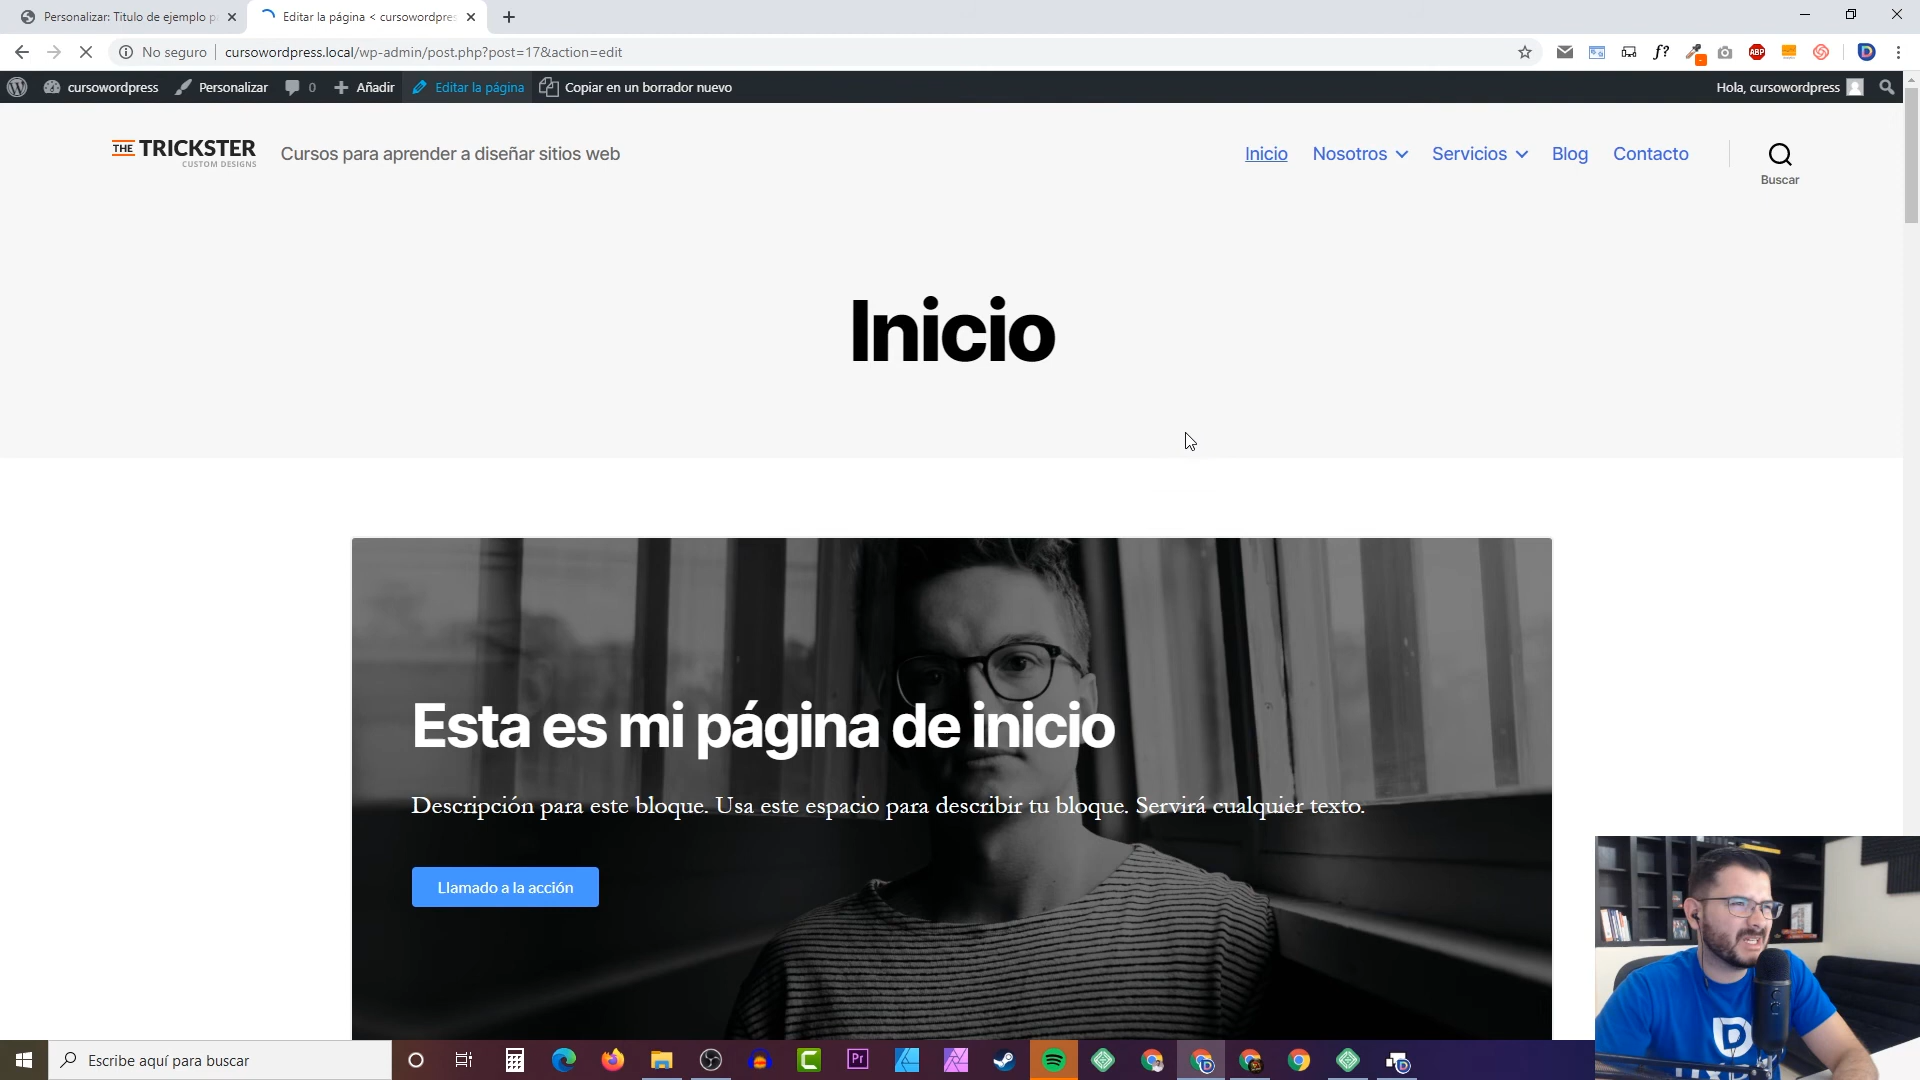 Personalizar: Titulo de ejemplo p
Editar la página < cursowordpres
No seguro
cursowordpress.local/wp-admin/post.php?post=17&action=edit
cursowordpress
Personalizar
0
Añadir
Editar la página
Copiar en un borrador nuevo
Hola, cursowordpress
THE TRICKSTER
CUSTOM DESIGNS
Cursos para aprender a diseñar sitios web
Inicio
Nosotros
Servicios
Blog
Contacto
Buscar
Inicio
Esta es mi página de inicio
Descripción para este bloque. Usa este espacio para describir tu bloque. Servirá cualquier texto.
Llamado a la acción
Escribe aquí para buscar